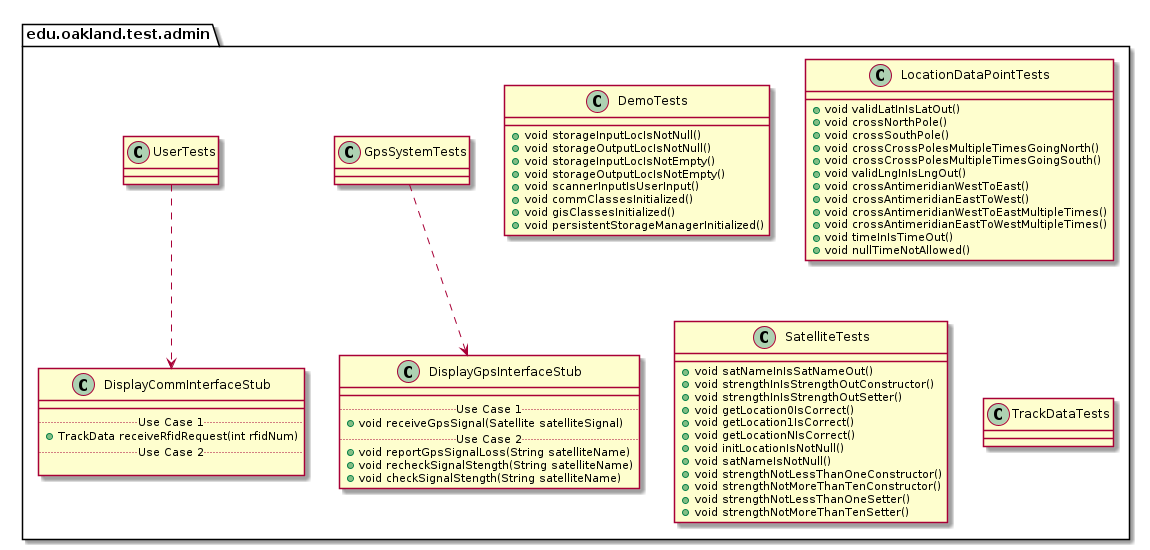 edu.oakland.test.admin
C UserTests
C GpsSystemTests
C DemoTests
void storageInputLocIsNotNull()
void storageOutputLocIsNotNull()
void storageInputLocIsNotEmpty()
void storageOutputLocIsNotEmpty()
void scannerInputIsUserInput()
void commClassesInitialized()
void gisClassesInitialized()
void persistentStorageManagerInitialized()
C LocationDataPointTests
void validLatInIsLatOut()
void crossNorthPole()
void crossSouthPole()
void crossCrossPolesMultipleTimesGoingNorth()
void crossCrossPolesMultipleTimesGoingSouth()
void validLngInIsLngOut()
void crossAntimeridianWestToEast()
void crossAntimeridianEastToWest()
void crossAntimeridianWestToEastMultipleTimes()
void crossAntimeridianEastToWestMultipleTimes()
void timeInIsTimeOut()
void nullTimeNotAllowed()
C DisplayCommInterfaceStub
Use Case 1
TrackData receiveRfidRequest(int rfidNum)
Use Case 2
C DisplayGpsInterfaceStub
Use Case 1
void receiveGpsSignal(Satellite satelliteSignal)
Use Case 2
void reportGpsSignalLoss(String satelliteName)
void recheckSignalStength(String satelliteName)
void checkSignalStength(String satelliteName)
C SatelliteTests
void satNameInIsSatNameOut()
void strengthInIsStrengthOutConstructor()
void strengthInIsStrengthOutSetter()
void getLocation0IsCorrect()
void getLocation1IsCorrect()
void getLocationNIsCorrect()
void initLocationIsNotNull()
void satNameIsNotNull()
void strengthNotLessThanOneConstructor()
void strengthNotMoreThanTenConstructor()
void strengthNotLessThanOneSetter()
void strengthNotMoreThanTenSetter()
C TrackDataTests